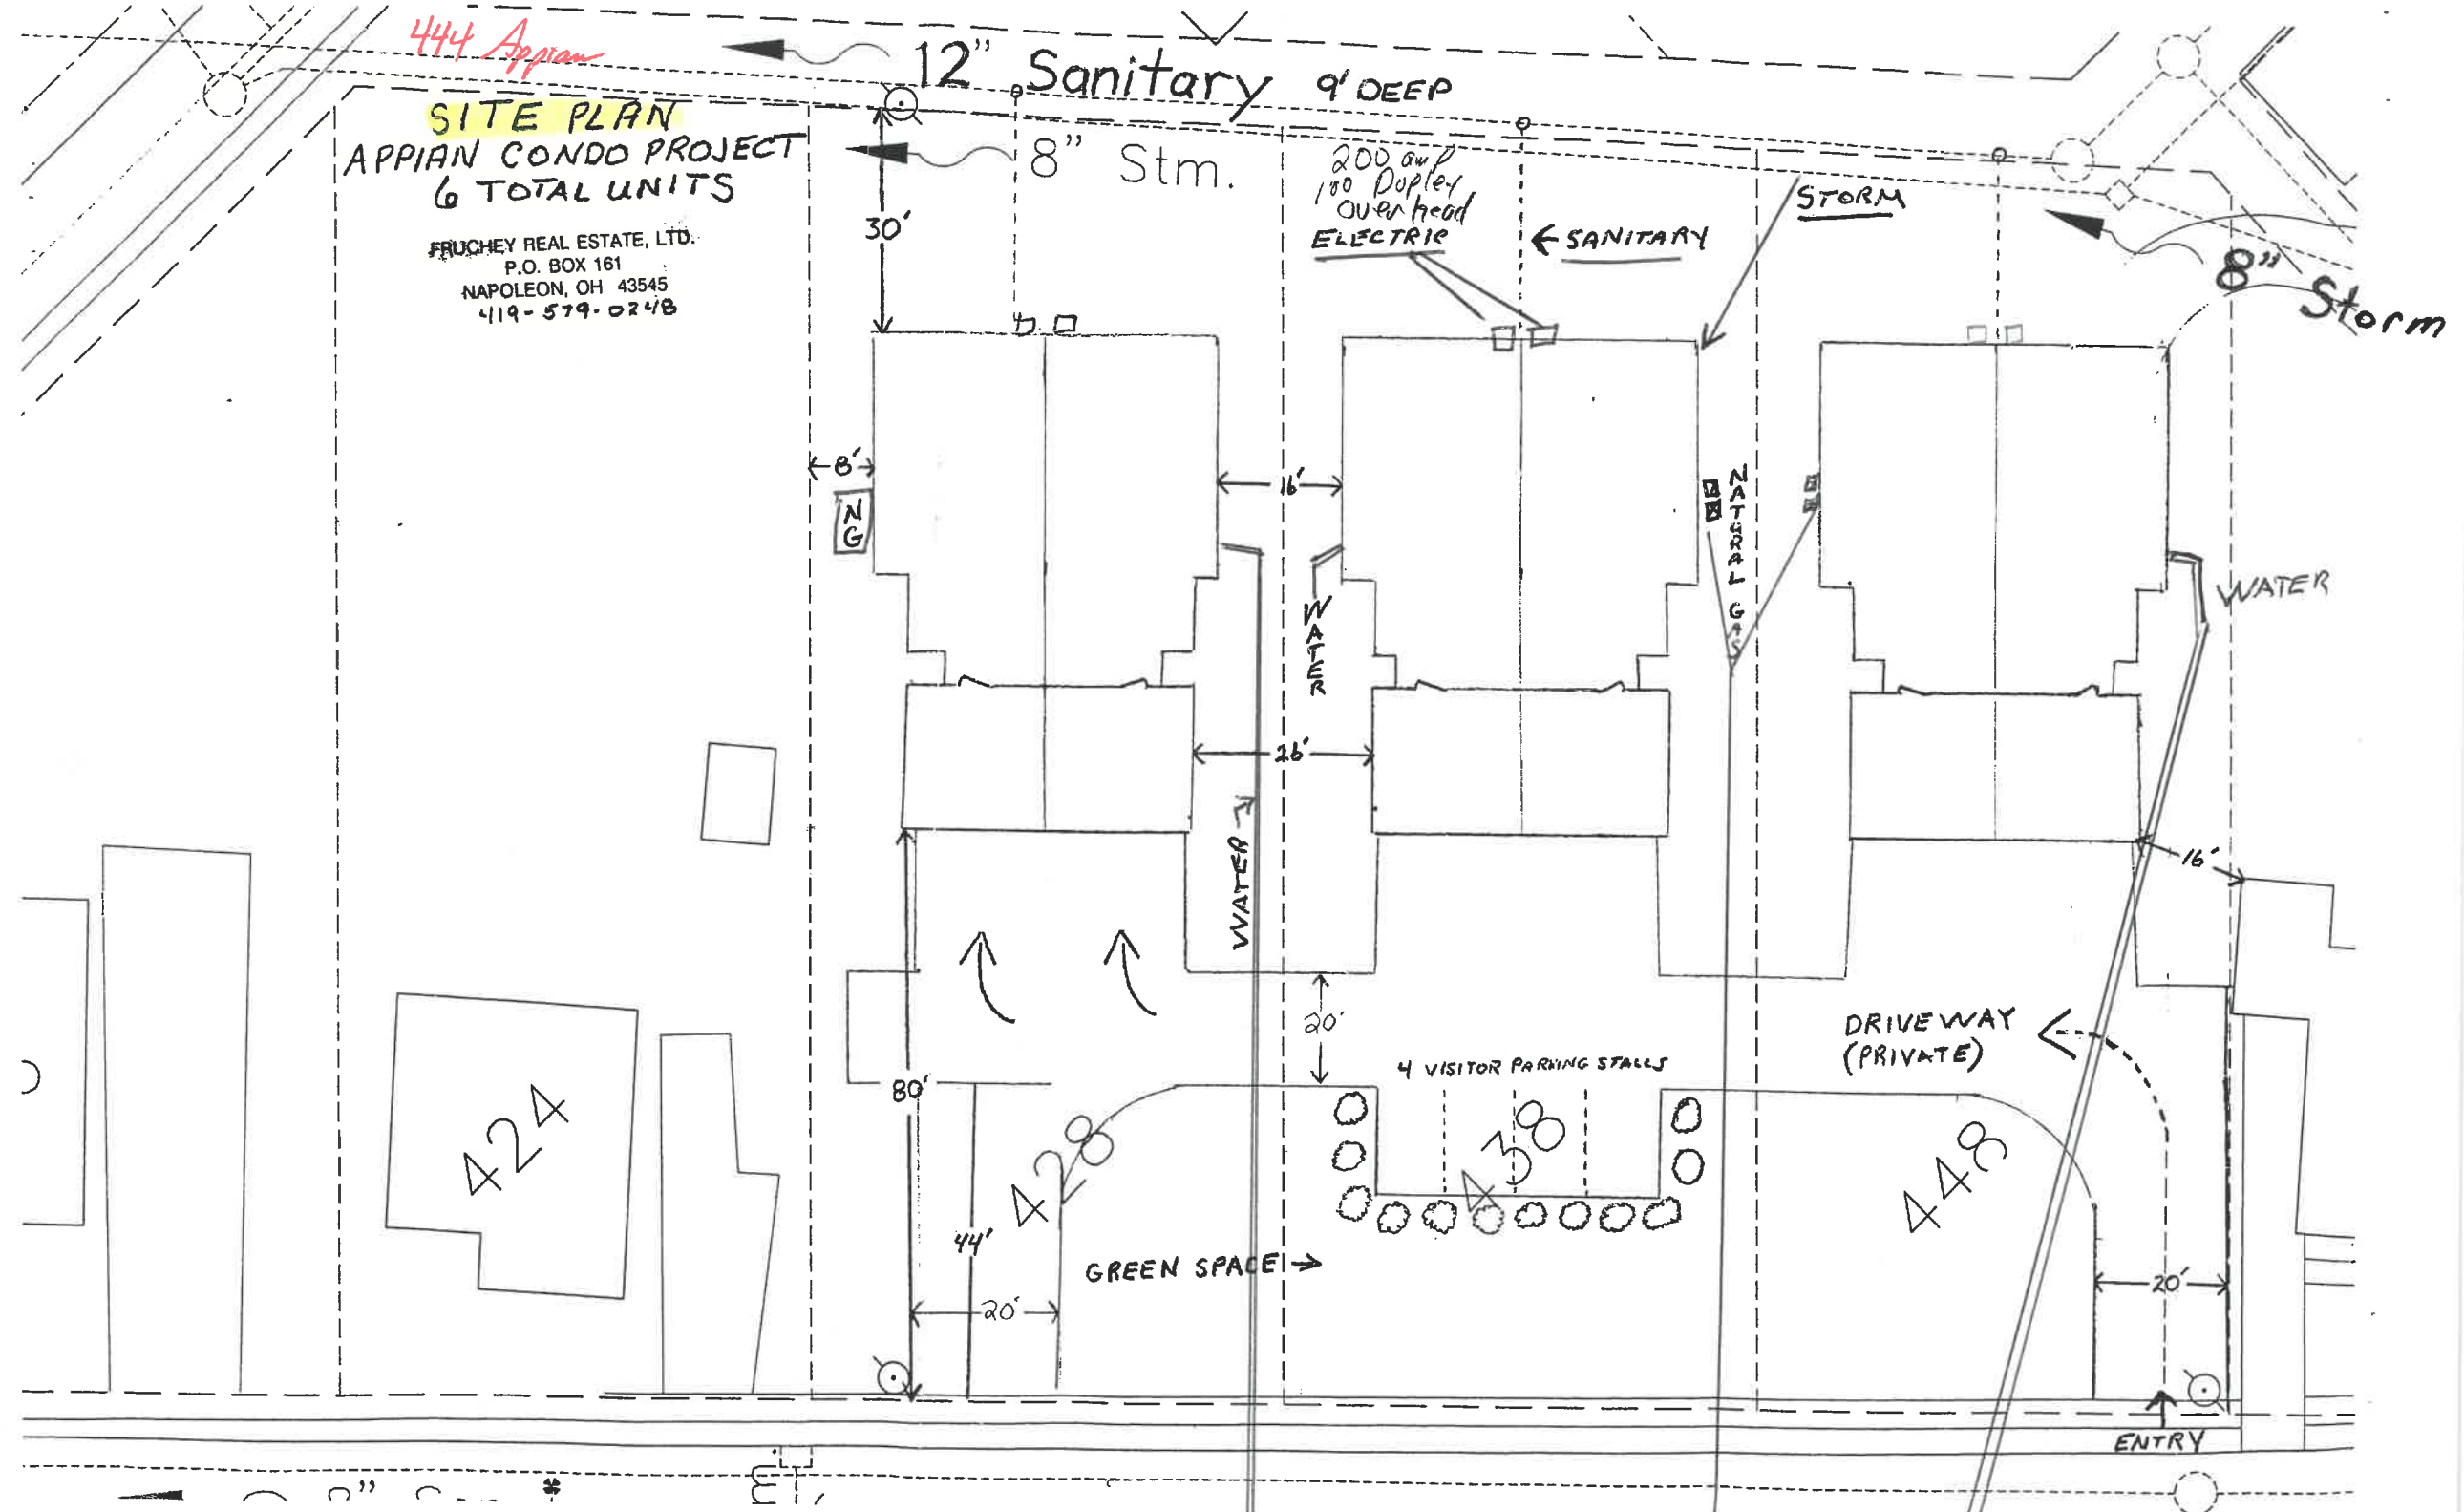 444 Appian
12" Sanitary 9' DEEP
SITE PLAN
APPIAN CONDO PROJECT
6 TOTAL UNITS
FRUCHEY REAL ESTATE, LTD.
P.O. BOX 161
NAPOLEON, OH 43545
419-579-0248
8" Stm.
30'
200 amp
100 Duplex
Overhead
ELECTRIC
← SANITARY
STORM
8" Storm
8'
NG
16'
NATURAL GAS
WATER
WATER
26'
WATER →
16'
20'
DRIVEWAY
(PRIVATE)
4 VISITOR PARKING STALLS
80'
424
428
438
448
44'
GREEN SPACE →
20'
20'
ENTRY